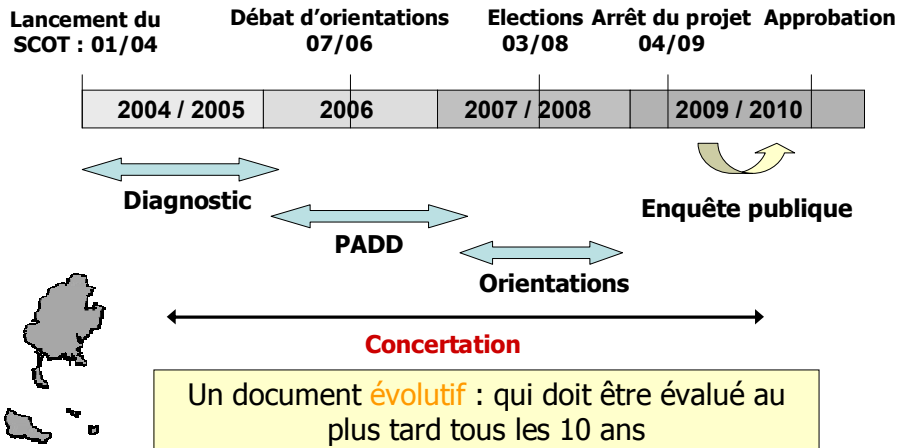 Lancement du
SCOT : 01/04
Débat d’orientations
07/06
Elections
03/08
Arrêt du projet
04/09
Approbation
2004 / 2005
2006
2007 / 2008
2009 / 2010
Diagnostic
PADD
Orientations
Enquête publique
Concertation
Un document évolutif : qui doit être évalué au
plus tard tous les 10 ans